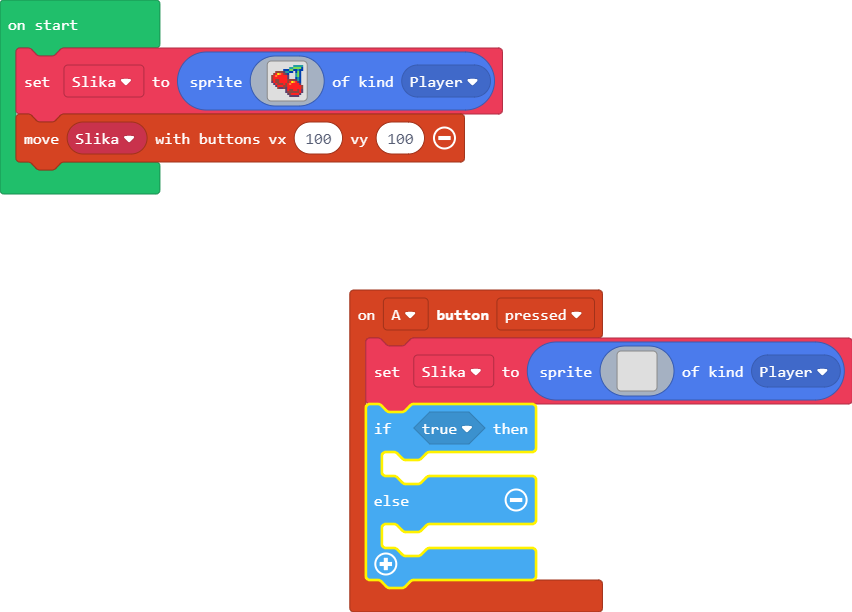 on start
set Slika to sprite of kind Player
move Slika with buttons vx 100 vy 100
on A button pressed
set Slika to sprite of kind Player
if true then
else